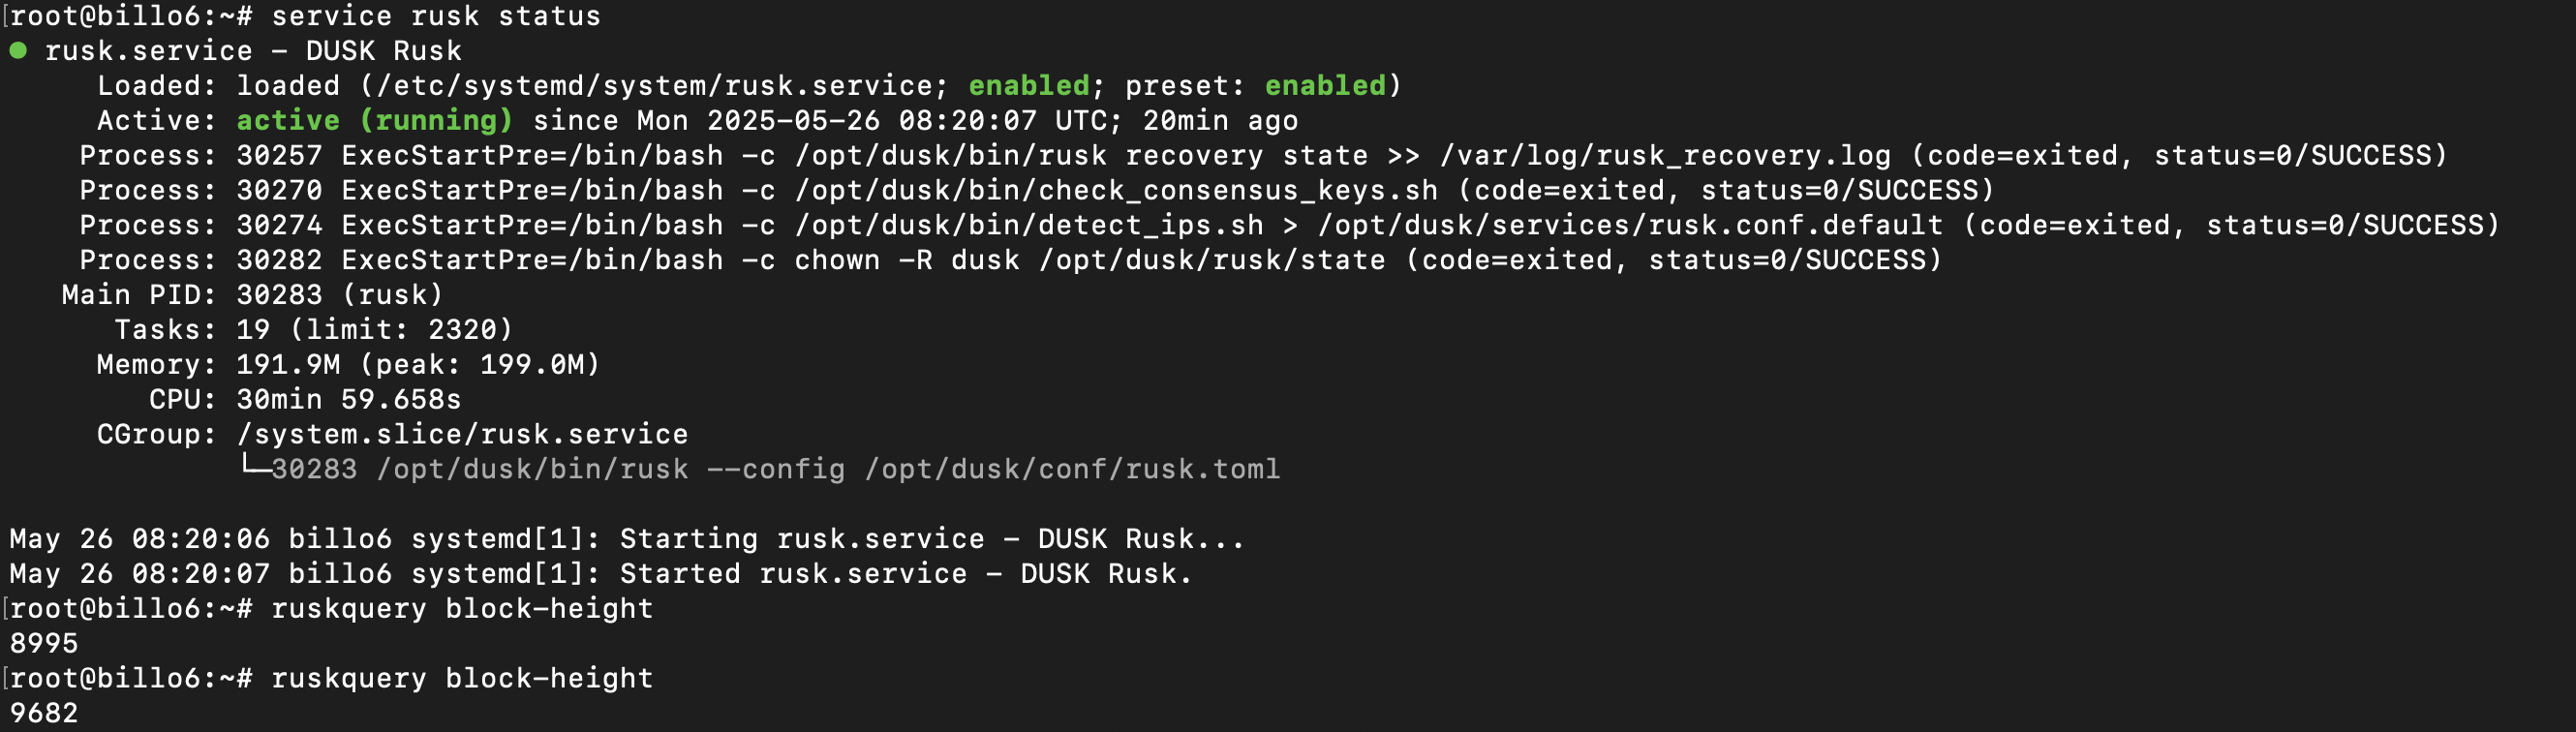 [root@billo6:~# service rusk status
● rusk.service – DUSK Rusk
Loaded: loaded (/etc/systemd/system/rusk.service; enabled; preset: enabled)
Active: active (running) since Mon 2025-05-26 08:20:07 UTC; 20min ago
Process: 30257 ExecStartPre=/bin/bash -c /opt/dusk/bin/rusk recovery state >> /var/log/rusk_recovery.log (code=exited, status=0/SUCCESS)
Process: 30270 ExecStartPre=/bin/bash -c /opt/dusk/bin/check_consensus_keys.sh (code=exited, status=0/SUCCESS)
Process: 30274 ExecStartPre=/bin/bash -c /opt/dusk/bin/detect_ips.sh > /opt/dusk/services/rusk.conf.default (code=exited, status=0/SUCCESS)
Process: 30282 ExecStartPre=/bin/bash -c chown -R dusk /opt/dusk/rusk/state (code=exited, status=0/SUCCESS)
Main PID: 30283 (rusk)
Tasks: 19 (limit: 2320)
Memory: 191.9M (peak: 199.0M)
CPU: 30min 59.658s
CGroup: /system.slice/rusk.service
└─30283 /opt/dusk/bin/rusk --config /opt/dusk/conf/rusk.toml
May 26 08:20:06 billo6 systemd[1]: Starting rusk.service – DUSK Rusk...
May 26 08:20:07 billo6 systemd[1]: Started rusk.service – DUSK Rusk.
[root@billo6:~# ruskquery block-height
8995
[root@billo6:~# ruskquery block-height
9682